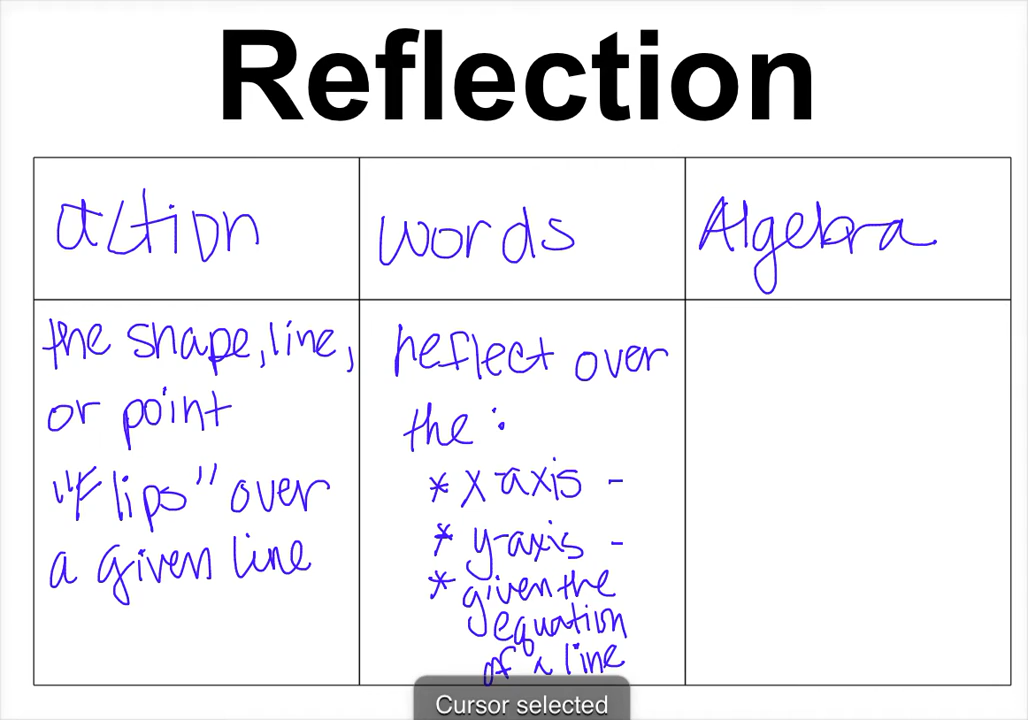 Reflection
action
words
Algebra
the shape, line,
or point
"Flips" over
a given line
reflect over
the :
* x-axis -
* y-axis -
* given the
equation
of a line
Cursor selected